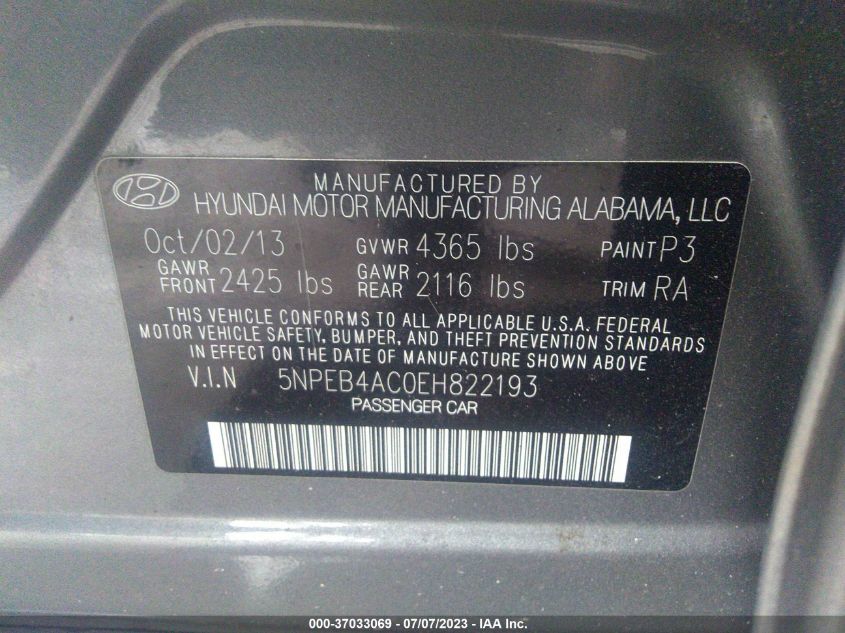 MANUFACTURED BY
HYUNDAI MOTOR MANUFACTURING ALABAMA, LLC
Oct/02/13 GVWR 4365 lbs PAINT P3
GAWR FRONT 2425 lbs GAWR REAR 2116 lbs TRIM RA
THIS VEHICLE CONFORMS TO ALL APPLICABLE U.S.A. FEDERAL
MOTOR VEHICLE SAFETY, BUMPER, AND THEFT PREVENTION STANDARDS
IN EFFECT ON THE DATE OF MANUFACTURE SHOWN ABOVE
V.I.N 5NPEB4AC0EH822193
PASSENGER CAR
000-37033069 - 07/07/2023 - IAA Inc.